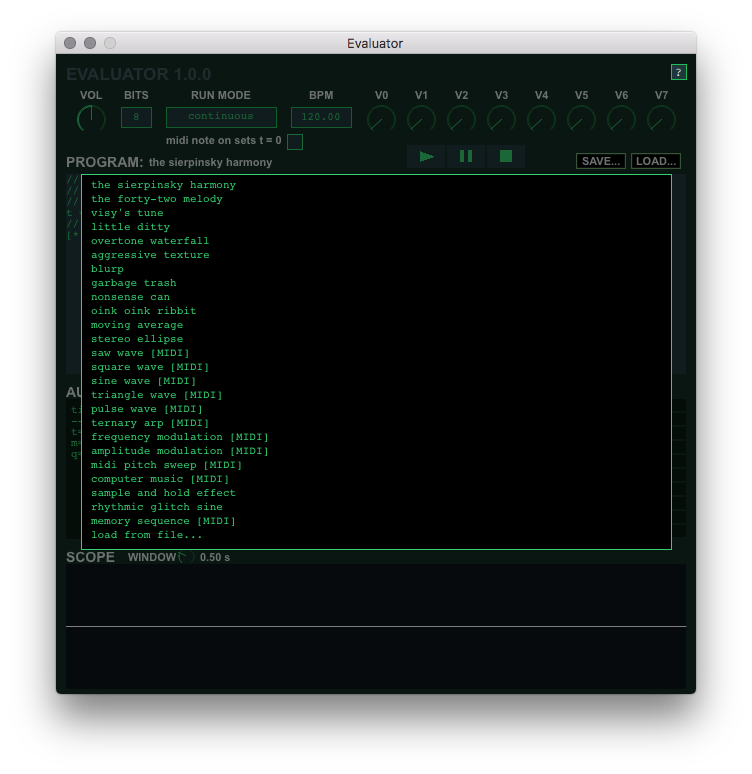 Evaluator
EVALUATOR 1.0.0
?
VOL BITS RUN MODE BPM V0 V1 V2 V3 V4 V5 V6 V7
8 continuous 120.00
midi note on sets t = 0
PROGRAM: the sierpinsky harmony SAVE... LOAD...
//
//
//
t
//
[*
the sierpinsky harmony
the forty-two melody
visy's tune
little ditty
overtone waterfall
aggressive texture
blurp
garbage trash
nonsense can
oink oink ribbit
moving average
stereo ellipse
saw wave [MIDI]
square wave [MIDI]
sine wave [MIDI]
triangle wave [MIDI]
pulse wave [MIDI]
ternary arp [MIDI]
frequency modulation [MIDI]
amplitude modulation [MIDI]
midi pitch sweep [MIDI]
computer music [MIDI]
sample and hold effect
rhythmic glitch sine
memory sequence [MIDI]
load from file...
SCOPE WINDOW 0.50 s